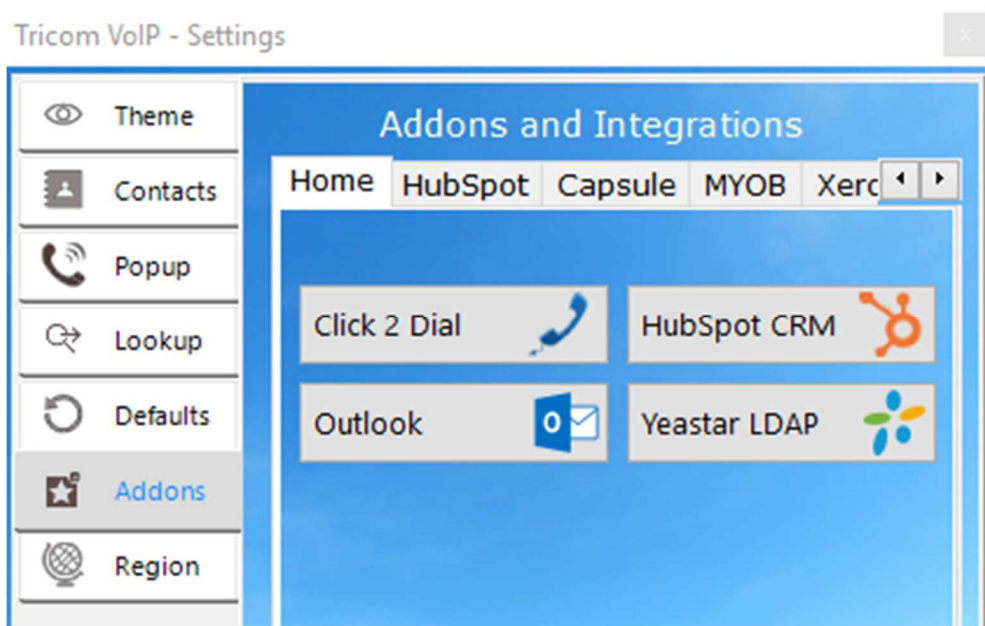 Tricom VoIP - Settings
x
Theme
Contacts
Popup
Lookup
Defaults
Addons
Region
Addons and Integrations
Home HubSpot Capsule MYOB Xero
Click 2 Dial
HubSpot CRM
Outlook
Yeastar LDAP